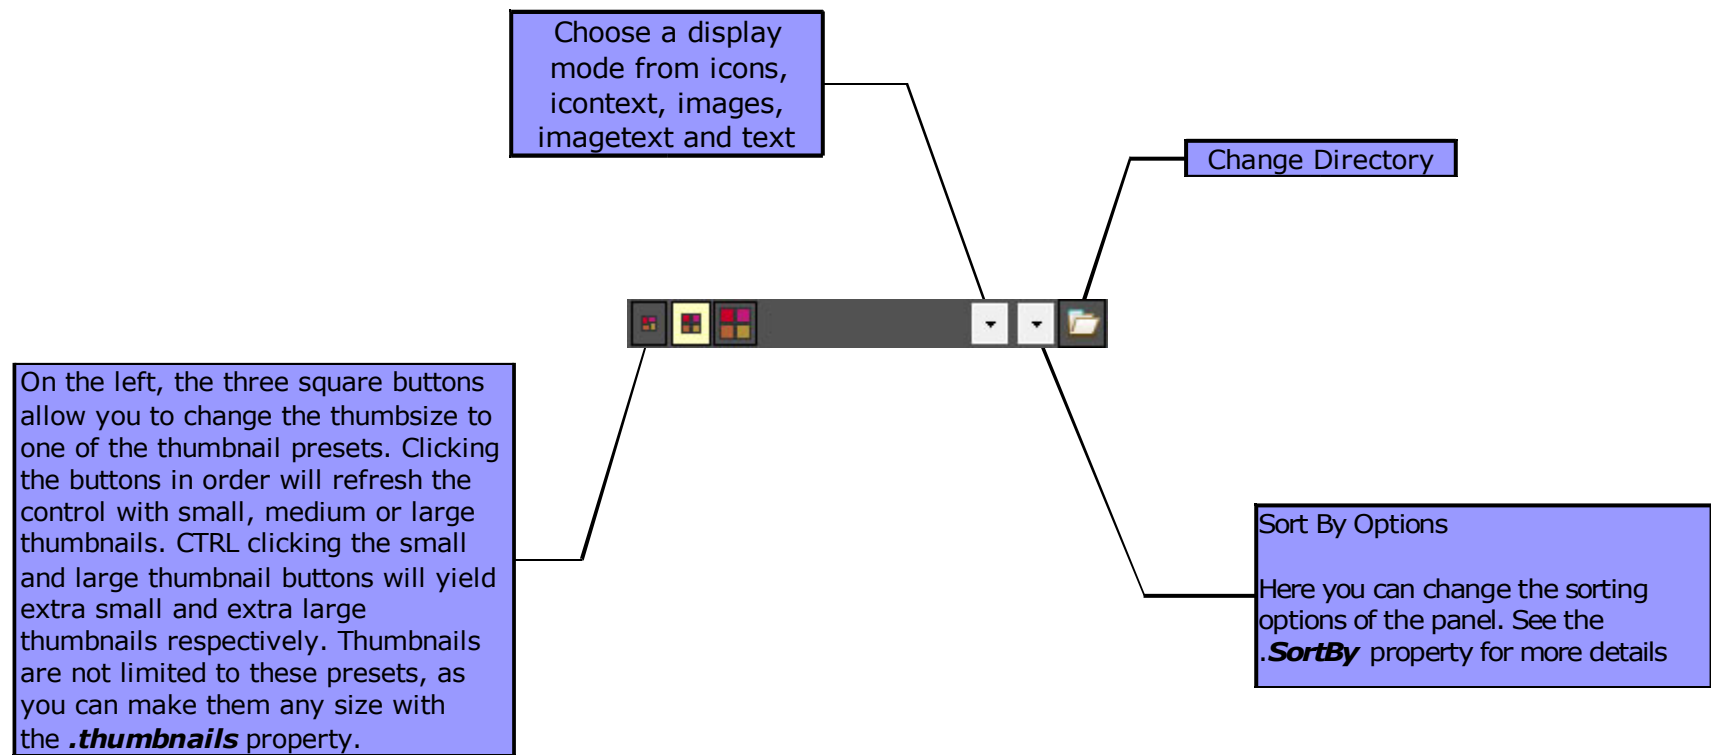 Choose a display
mode from icons,
icontext, images,
imagetext and text
Change Directory
On the left, the three square buttons
allow you to change the thumbsize to
one of the thumbnail presets. Clicking
the buttons in order will refresh the
control with small, medium or large
thumbnails. CTRL clicking the small
and large thumbnail buttons will yield
extra small and extra large
thumbnails respectively. Thumbnails
are not limited to these presets, as
you can make them any size with
the .thumbnails property.
Sort By Options
Here you can change the sorting
options of the panel. See the
.SortBy property for more details